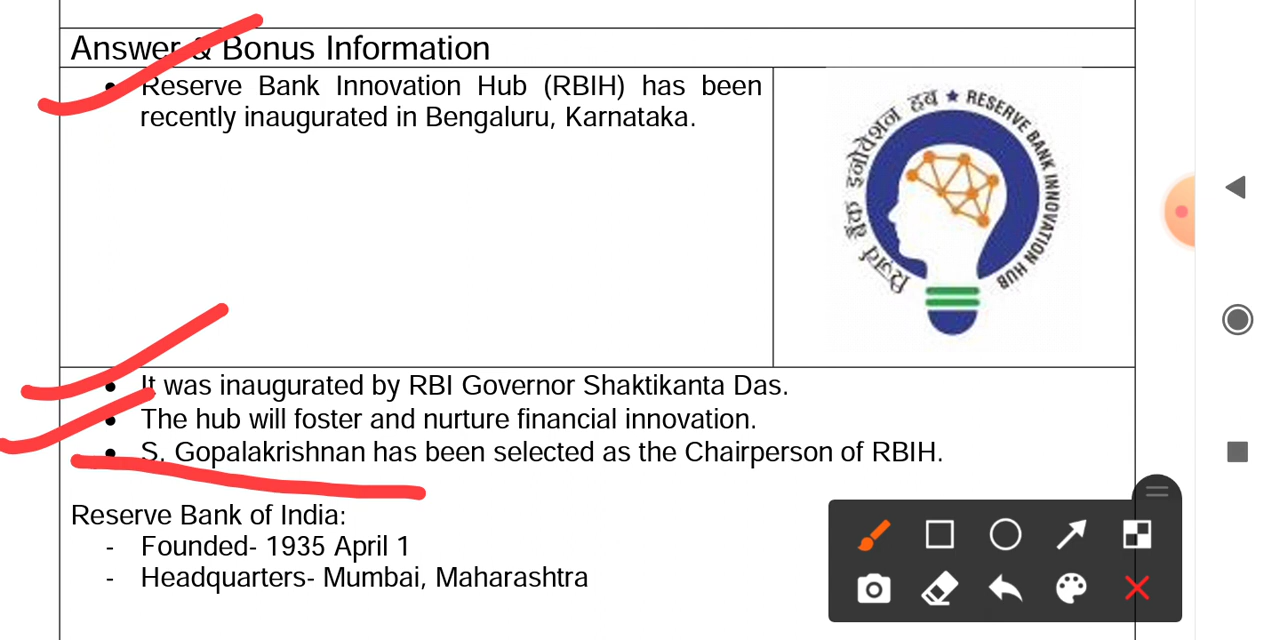 Answer & Bonus Information
• Reserve Bank Innovation Hub (RBIH) has been
recently inaugurated in Bengaluru, Karnataka.
रिज़र्व बैंक इनोवेशन हब ★ RESERVE BANK INNOVATION HUB
• It was inaugurated by RBI Governor Shaktikanta Das.
• The hub will foster and nurture financial innovation.
• S. Gopalakrishnan has been selected as the Chairperson of RBIH.
Reserve Bank of India:
- Founded- 1935 April 1
- Headquarters- Mumbai, Maharashtra